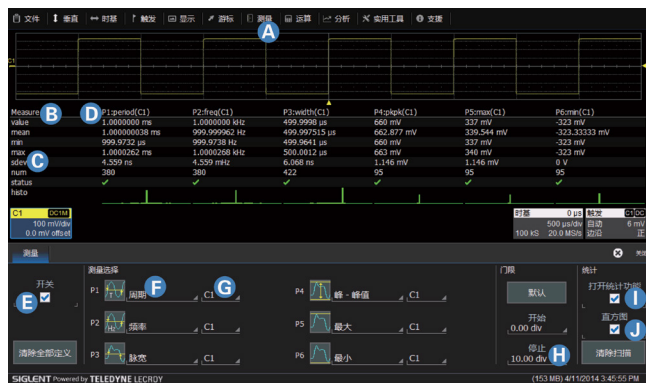 文件 垂直 时基 触发 显示 游标 测量 运算 分析 实用工具 支援
A
C1
Measure B D P1:period(C1) P2:freq(C1) P3:width(C1) P4:pkpk(C1) P5:max(C1) P6:min(C1)
value 1.0000000 ms 1.0000000 kHz 499.9998 µs 660 mV 337 mV -323 mV
mean 1.000000038 ms 999.999962 Hz 499.997515 µs 662.877 mV 339.544 mV -323.33333 mV
min 999.9732 µs 999.9738 Hz 499.9641 µs 660 mV 337 mV -323 mV
max C 1.0000262 ms 1.0000268 kHz 500.0012 µs 663 mV 340 mV -323 mV
sdev 4.559 ns 4.559 mHz 6.068 ns 1.146 mV 1.146 mV 0 V
num 380 380 422 95 95 95
status
histo
C1 DC1M 时基 0 µs 触发 C1 DC
100 mV/div 500 µs/div 自动 6 mV
0.0 mV offset 100 kS 20.0 MS/s 边沿 正
测量 关闭
测量选择 门限 统计
开关 P1 周期 F C1 G P4 峰 - 峰值 C1 默认 打开统计功能
E I
P2 频率 C1 P5 最大 C1 开始 直方图
0.00 div J
停止 H
清除全部定义 P3 脉宽 C1 P6 最小 C1 10.00 div 清除扫描
SIGLENT Powered by TELEDYNE LECROY (153 MB) 4/11/2014 3:45:55 PM